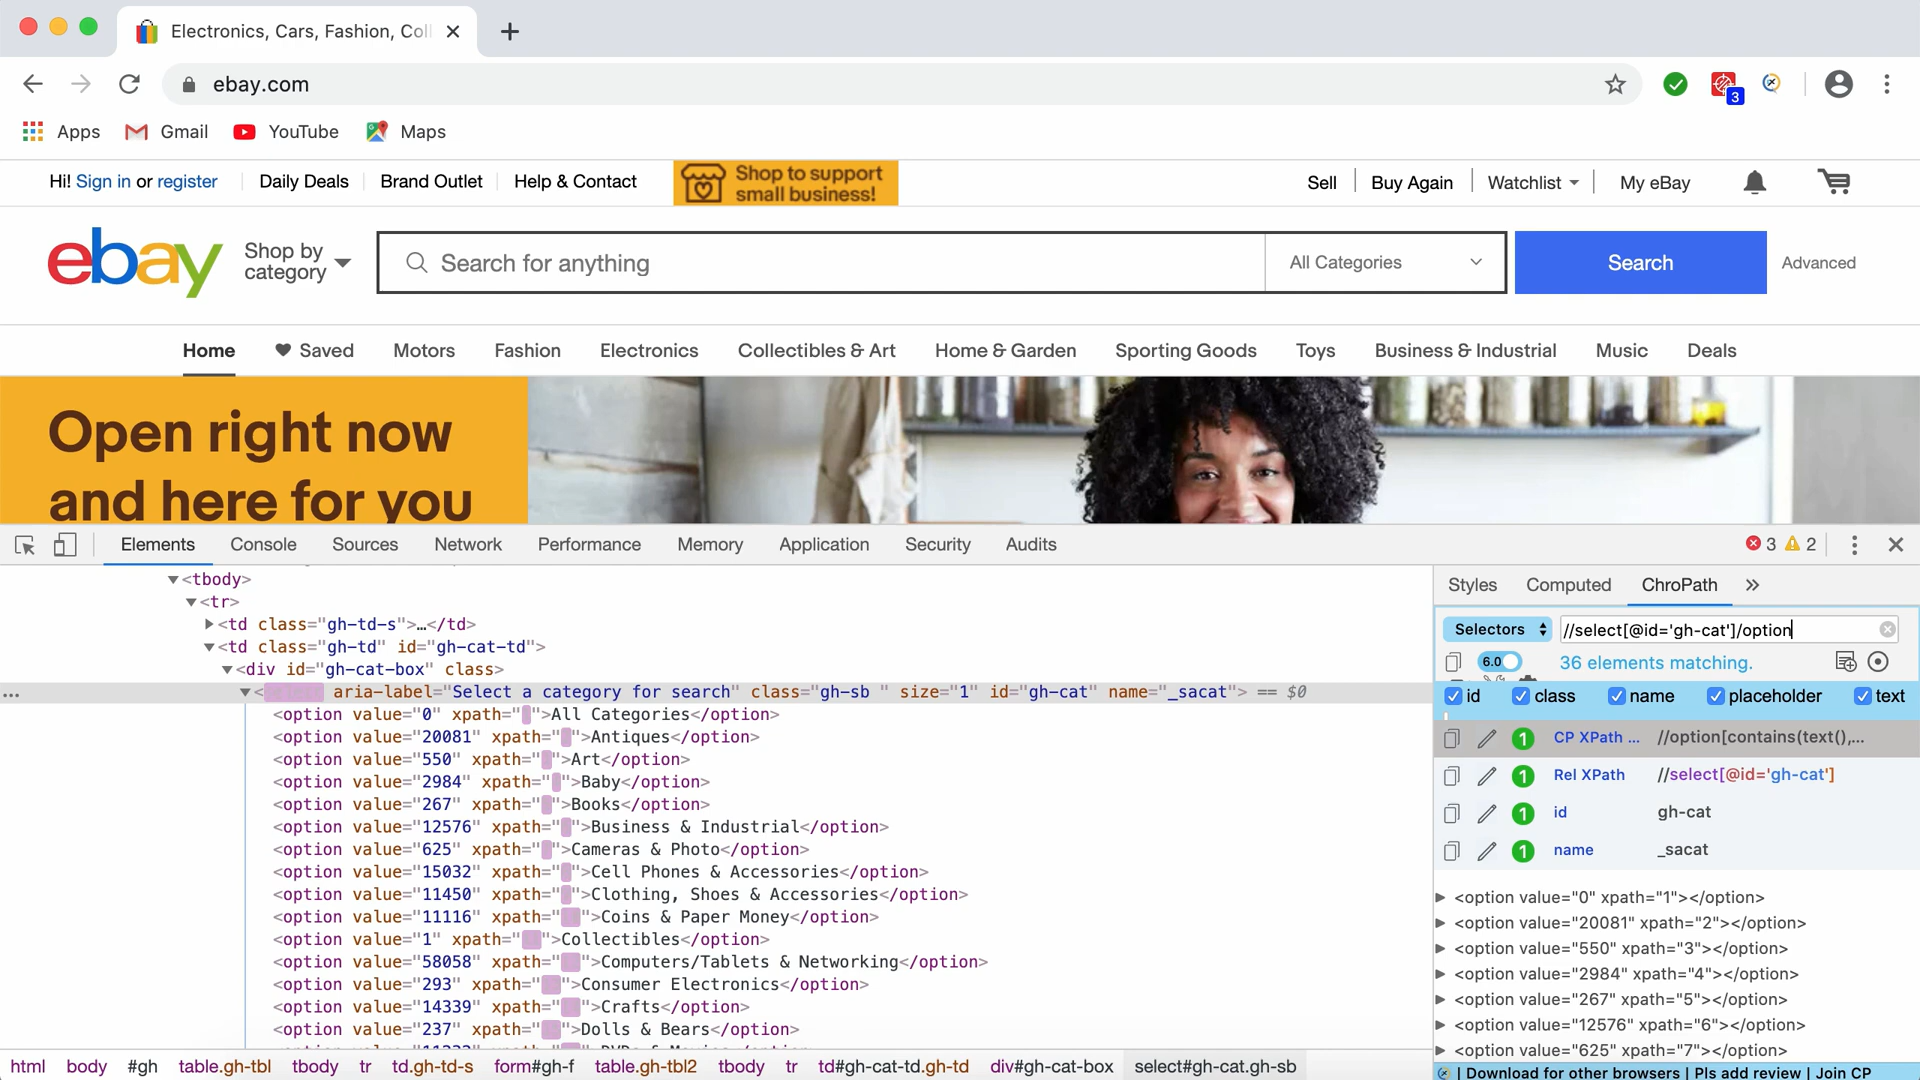 Electronics, Cars, Fashion, Col
ebay.com
3
Apps Gmail YouTube Maps
Hi! Sign in or register Daily Deals Brand Outlet Help & Contact Shop to support small business! Sell Buy Again Watchlist My eBay
ebay Shop by category Search for anything All Categories Search Advanced
Home Saved Motors Fashion Electronics Collectibles & Art Home & Garden Sporting Goods Toys Business & Industrial Music Deals
Open right now
and here for you
Elements Console Sources Network Performance Memory Application Security Audits 3 2
<tbody>
<tr>
<td class="gh-td-s">…</td>
<td class="gh-td" id="gh-cat-td">
<div id="gh-cat-box" class>
... < aria-label="Select a category for search" class="gh-sb " size="1" id="gh-cat" name="_sacat"> == $0
<option value="0" xpath="">All Categories</option>
<option value="20081" xpath="">Antiques</option>
<option value="550" xpath="">Art</option>
<option value="2984" xpath="">Baby</option>
<option value="267" xpath="">Books</option>
<option value="12576" xpath="">Business & Industrial</option>
<option value="625" xpath="">Cameras & Photo</option>
<option value="15032" xpath="">Cell Phones & Accessories</option>
<option value="11450" xpath="">Clothing, Shoes & Accessories</option>
<option value="11116" xpath="">Coins & Paper Money</option>
<option value="1" xpath="">Collectibles</option>
<option value="58058" xpath="">Computers/Tablets & Networking</option>
<option value="293" xpath="">Consumer Electronics</option>
<option value="14339" xpath="">Crafts</option>
<option value="237" xpath="">Dolls & Bears</option>
html body #gh table.gh-tbl tbody tr td.gh-td-s form#gh-f table.gh-tbl2 tbody tr td#gh-cat-td.gh-td div#gh-cat-box select#gh-cat.gh-sb
Styles Computed ChroPath »
Selectors //select[@id='gh-cat']/option
6.0 36 elements matching.
id class name placeholder text
1 CP XPath ... //option[contains(text(),...
1 Rel XPath //select[@id='gh-cat']
1 id gh-cat
1 name _sacat
<option value="0" xpath="1"></option>
<option value="20081" xpath="2"></option>
<option value="550" xpath="3"></option>
<option value="2984" xpath="4"></option>
<option value="267" xpath="5"></option>
<option value="12576" xpath="6"></option>
<option value="625" xpath="7"></option>
| Download for other browsers | Pls add review | Join CP